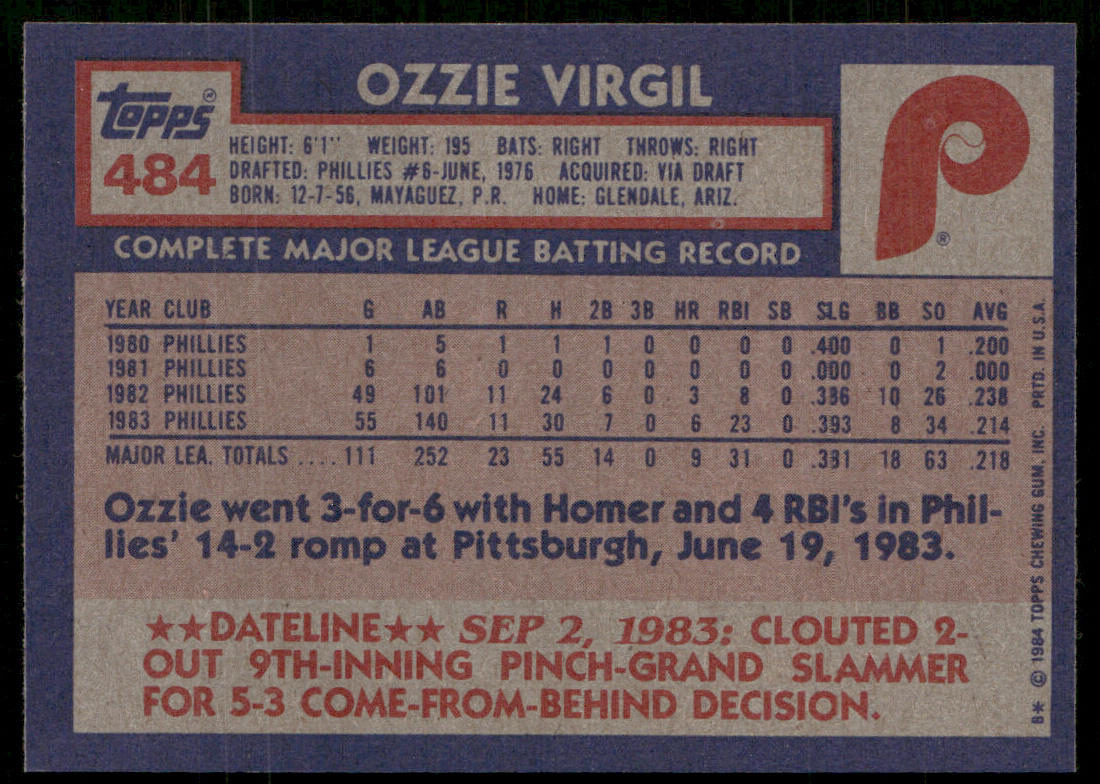 OZZIE VIRGIL
Topps®
484
HEIGHT: 6'1" WEIGHT: 195 BATS: RIGHT THROWS: RIGHT
DRAFTED: PHILLIES #6-JUNE, 1976 ACQUIRED: VIA DRAFT
BORN: 12-7-56, MAYAGUEZ, P.R. HOME: GLENDALE, ARIZ.
P®
COMPLETE MAJOR LEAGUE BATTING RECORD
YEAR CLUB G AB R H 2B 3B HR RBI SB SLG BB SO AVG
1980 PHILLIES 1 5 1 1 1 0 0 0 0 .400 0 1 .200
1981 PHILLIES 6 6 0 0 0 0 0 0 0 .000 0 2 .000
1982 PHILLIES 49 101 11 24 6 0 3 8 0 .386 10 26 .238
1983 PHILLIES 55 140 11 30 7 0 6 23 0 .393 8 34 .214
MAJOR LEA. TOTALS .... 111 252 23 55 14 0 9 31 0 .381 18 63 .218
Ozzie went 3-for-6 with Homer and 4 RBI's in Phil-
lies' 14-2 romp at Pittsburgh, June 19, 1983.
★★DATELINE★★ SEP 2, 1983: CLOUTED 2-
OUT 9TH-INNING PINCH-GRAND SLAMMER
FOR 5-3 COME-FROM-BEHIND DECISION.
B* © 1984 TOPPS CHEWING GUM, INC. PRTD. IN U.S.A.